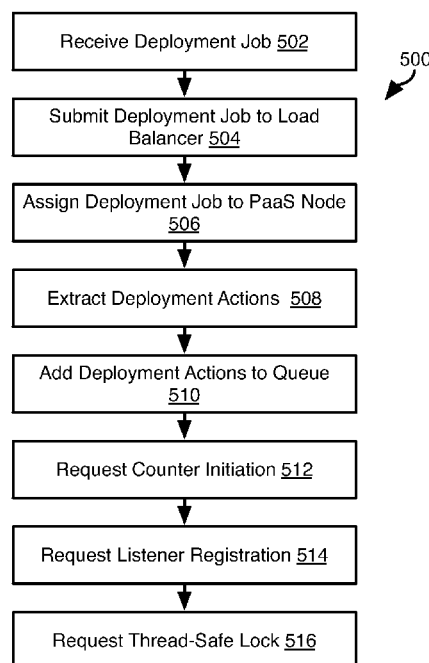 Receive Deployment Job 502
500
Submit Deployment Job to Load
Balancer 504
Assign Deployment Job to PaaS Node
506
Extract Deployment Actions 508
Add Deployment Actions to Queue
510
Request Counter Initiation 512
Request Listener Registration 514
Request Thread-Safe Lock 516